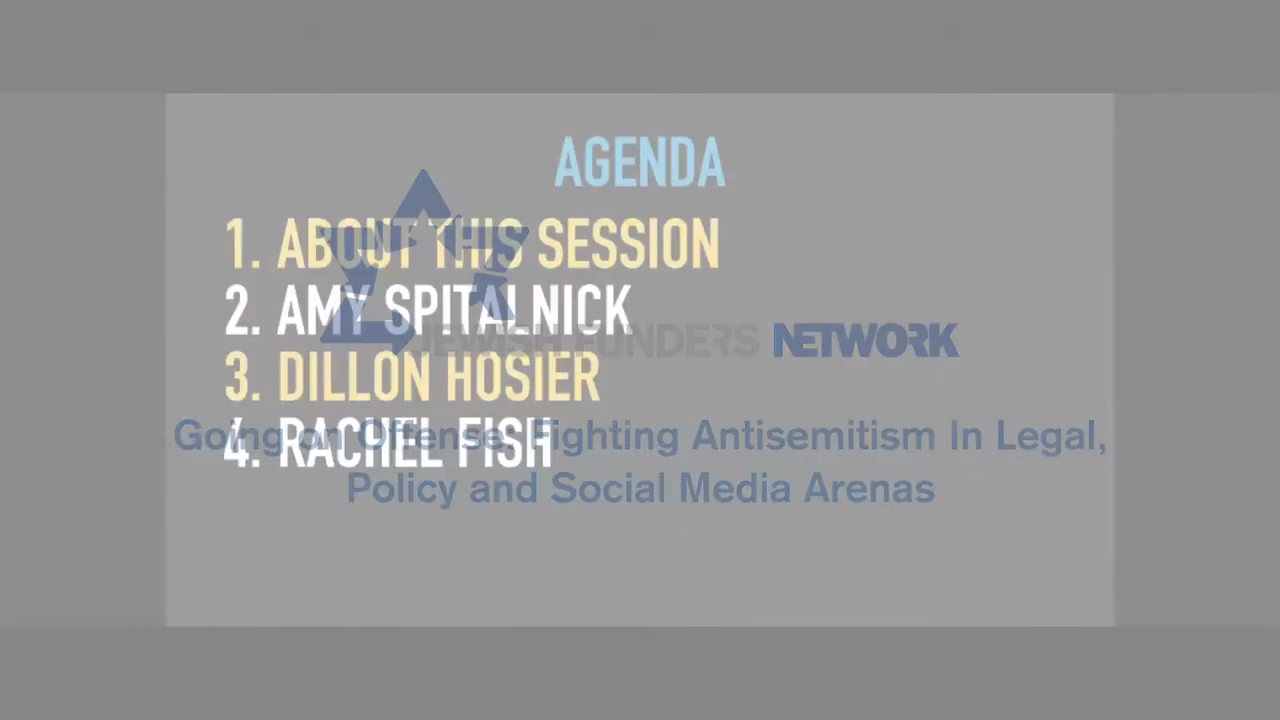 AGENDA
1. ABOUT THIS SESSION
2. AMY SPITALNICK
3. DILLON HOSIER
4. RACHEL FISH
JEWISH FUNDERS NETWORK
Going on Offense: Fighting Antisemitism In Legal,
Policy and Social Media Arenas